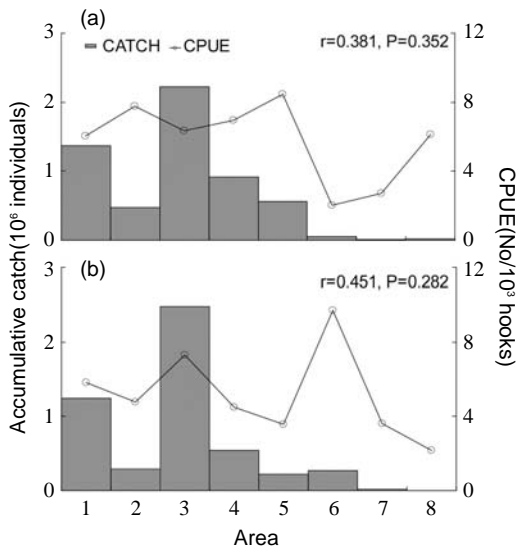 (a)
CATCH CPUE
r=0.381, P=0.352
3
2
1
0
12
9
8
4
0
(b)
r=0.451, P=0.282
3
2
1
0
12
8
4
0
1 2 3 4 5 6 7 8
Area
Accumulative catch(10⁶ individuals)
CPUE(No/10³ hooks)